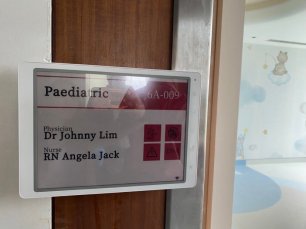 Paediatric 6A-009
Physician
Dr Johnny Lim
Nurse
RN Angela Jack